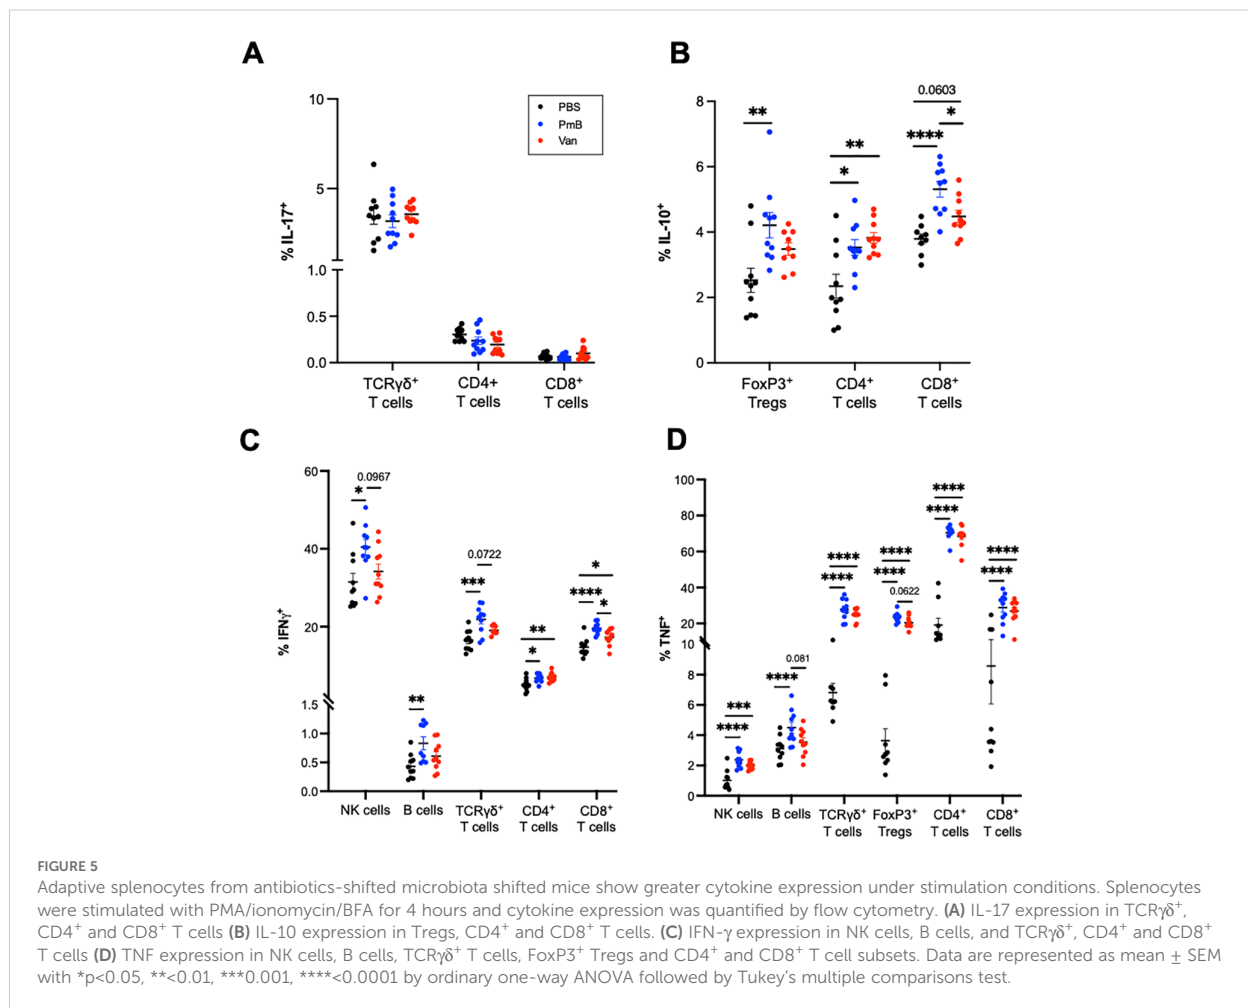 A
% IL-17⁺
10
5
1.0
0.5
0.0
PBS
PmB
Van
TCRγδ⁺
T cells
CD4+
T cells
CD8⁺
T cells
B
% IL-10⁺
8
6
4
2
0
**
*
**
****
*
0.0603
FoxP3⁺
Tregs
CD4⁺
T cells
CD8⁺
T cells
C
% IFNγ⁺
60
40
20
1.5
1.0
0.5
0.0
*
0.0967
**
***
0.0722
*
**
****
*
*
NK cells
B cells
TCRγδ⁺
T cells
CD4⁺
T cells
CD8⁺
T cells
D
% TNF⁺
100
80
60
40
20
10
8
6
4
2
0
****
***
****
0.081
****
****
****
****
0.0622
****
****
****
****
NK cells
B cells
TCRγδ⁺
T cells
FoxP3⁺
Tregs
CD4⁺
T cells
CD8⁺
T cells
FIGURE 5
Adaptive splenocytes from antibiotics-shifted microbiota shifted mice show greater cytokine expression under stimulation conditions. Splenocytes
were stimulated with PMA/ionomycin/BFA for 4 hours and cytokine expression was quantified by flow cytometry. (A) IL-17 expression in TCRγδ⁺,
CD4⁺ and CD8⁺ T cells (B) IL-10 expression in Tregs, CD4⁺ and CD8⁺ T cells. (C) IFN-γ expression in NK cells, B cells, and TCRγδ⁺, CD4⁺ and CD8⁺
T cells (D) TNF expression in NK cells, B cells, TCRγδ⁺ T cells, FoxP3⁺ Tregs and CD4⁺ and CD8⁺ T cell subsets. Data are represented as mean ± SEM
with *p<0.05, **<0.01, ***0.001, ****<0.0001 by ordinary one-way ANOVA followed by Tukey’s multiple comparisons test.